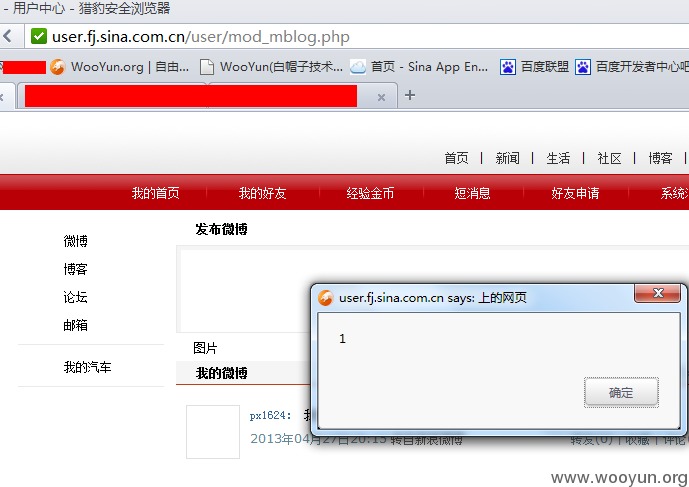 - 用户中心 - 猎豹安全浏览器
user.fj.sina.com.cn/user/mod_mblog.php
WooYun.org | 自由... WooYun(白帽子技术... 首页 - Sina App En... 百度联盟 百度开发者中心吧
首页 | 新闻 | 生活 | 社区 | 博客 |
我的首页 我的好友 经验金币 短消息 好友申请 系统
微博
博客
论坛
邮箱
我的汽车
发布微博
图片
我的微博
user.fj.sina.com.cn says: 上的网页
1
确定
px1624:
2013年04月27日20:13 转自新浪微博 转发(0) | 收藏 | 评论
www.wooyun.org